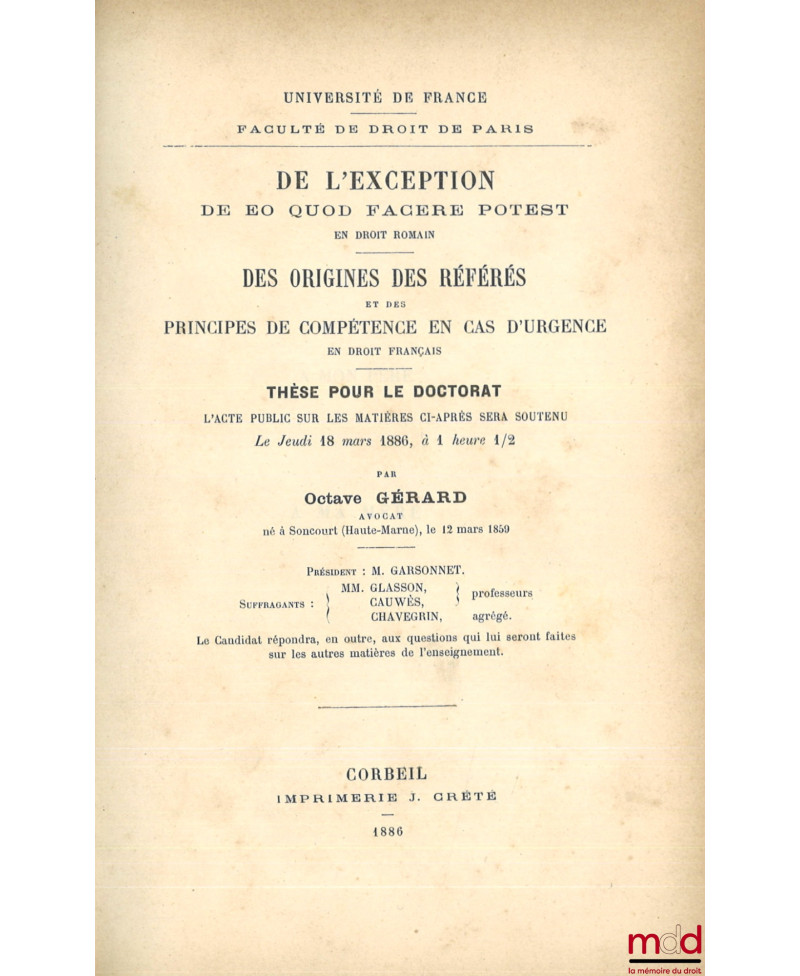 UNIVERSITÉ DE FRANCE
FACULTÉ DE DROIT DE PARIS
DE L'EXCEPTION
DE EO QUOD FACERE POTEST
EN DROIT ROMAIN
DES ORIGINES DES RÉFÉRÉS
ET DES
PRINCIPES DE COMPÉTENCE EN CAS D'URGENCE
EN DROIT FRANÇAIS
THÈSE POUR LE DOCTORAT
L'ACTE PUBLIC SUR LES MATIÈRES CI-APRÈS SERA SOUTENU
Le Jeudi 18 mars 1886, à 1 heure 1/2
PAR
Octave GÉRARD
AVOCAT
né à Soncourt (Haute-Marne), le 12 mars 1859
PRÉSIDENT : M. GARSONNET.
SUFFRAGANTS : MM. GLASSON, professeurs
CAUWÈS,
CHAVEGRIN, agrégé.
Le Candidat répondra, en outre, aux questions qui lui seront faites
sur les autres matières de l'enseignement.
CORBEIL
IMPRIMERIE J. CRÉTÉ
1886
mdd
la mémoire du droit